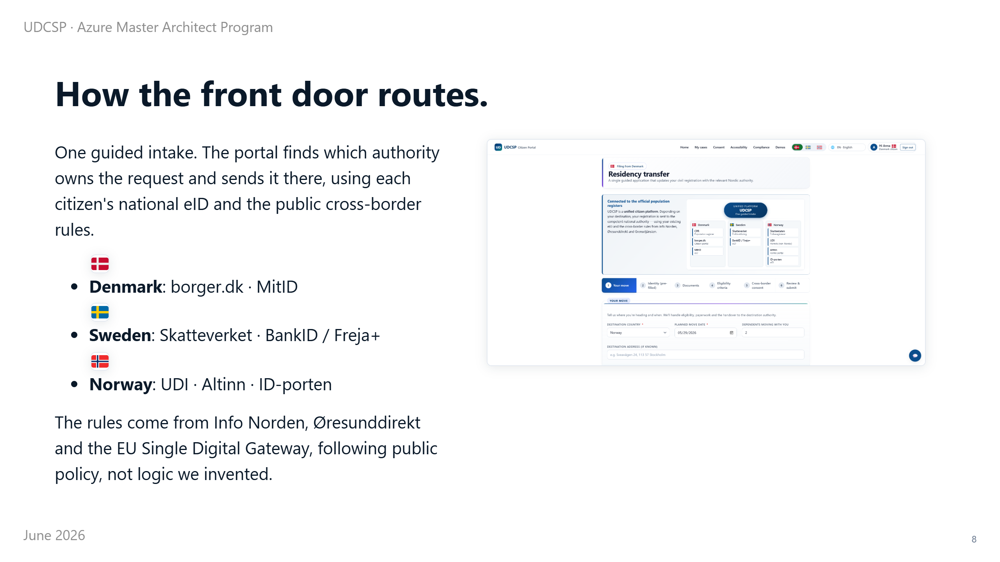 UDCSP · Azure Master Architect Program
How the front door routes.
One guided intake. The portal finds which authority
owns the request and sends it there, using each
citizen's national eID and the public cross-border
rules.
• Denmark: borger.dk · MitID
• Sweden: Skatteverket · BankID / Freja+
• Norway: UDI · Altinn · ID-porten
The rules come from Info Norden, Øresunddirekt
and the EU Single Digital Gateway, following public
policy, not logic we invented.
UD UDCSP Citizen Portal
Home My cases Consent Accessibility Compliance Demos
EN · English
A Hi Anna
Danmark citizen
Sign out
Filing from Denmark
Residency transfer
A single guided application that updates your civil registration with the relevant Nordic authority.
Connected to the official population
registers
UDCSP is a unified citizen platform. Depending on
your destination, your registration is sent to the
competent national authority — using your existing
eID and the cross-border rules from Info Norden,
Øresunddirekt and Grensetjänsten.
UNIFIED PLATFORM
UDCSP
One guided intake
Denmark
CPR
Population register
borger.dk
Citizen portal
MitID
eID
Sweden
Skatteverket
Folkbokföring
BankID / Freja+
eID
Norway
Skatteetaten
Folkeregisteret
UDI
Permits (non-Nordic)
Altinn
Forms portal
ID-porten
eID
1 Your move
2 Identity (pre-
filled)
3 Documents
4 Eligibility
criteria
5 Cross-border
consent
6 Review &
submit
YOUR MOVE
Tell us where you're heading and when. We'll handle eligibility, paperwork and the handover to the destination authority.
DESTINATION COUNTRY *
Norway
PLANNED MOVE DATE *
05/29/2026
DEPENDENTS MOVING WITH YOU
2
DESTINATION ADDRESS (IF KNOWN)
e.g. Sveavägen 24, 113 57 Stockholm
June 2026
8